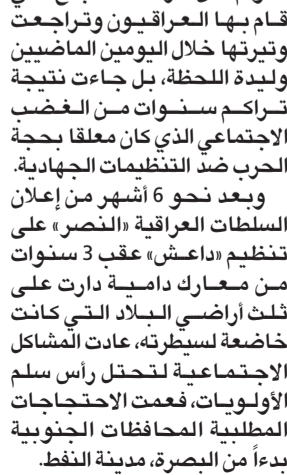 قام بها العراقيون وتراجعت
وتيرتها خلال اليومين الماضيين
وليدة اللحظة، بل جاءت نتيجة
تراكم سنوات من الغضب
الاجتماعي الذي كان معلقا بحجة
الحرب ضد التنظيمات الجهادية.
وبعد نحو 6 أشهر من إعلان
السلطات العراقية «النصر» على
تنظيم «داعش» عقب 3 سنوات
من معارك دامية دارت على
ثلث أراضي البلاد التي كانت
خاضعة لسيطرته، عادت المشاكل
الاجتماعية لتحتل رأس سلم
الأولويات، فعمت الاحتجاجات
المطلبية المحافظات الجنوبية
بدءاً من البصرة، مدينة النفط.